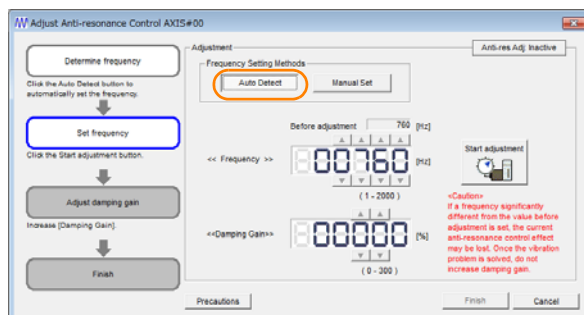 Adjust Anti-resonance Control AXIS#00
Determine frequency
Click the Auto Detect button to
automatically set the frequency.
Set frequency
Click the Start adjustment button.
Adjust damping gain
Increase [Damping Gain].
Finish
Adjustment
Anti-res Adj: Inactive
Frequency Setting Methods
Auto Detect
Manual Set
Before adjustment 760 [Hz]
<< Frequency >> 00760 [Hz]
( 1 - 2000 )
<<Damping Gain>> 00000 [%]
( 0 - 300 )
Start adjustment
<Caution>
If a frequency significantly
different from the value before
adjustment is set, the current
anti-resonance control effect
may be lost. Once the vibration
problem is solved, do not
increase damping gain.
Precautions
Finish
Cancel